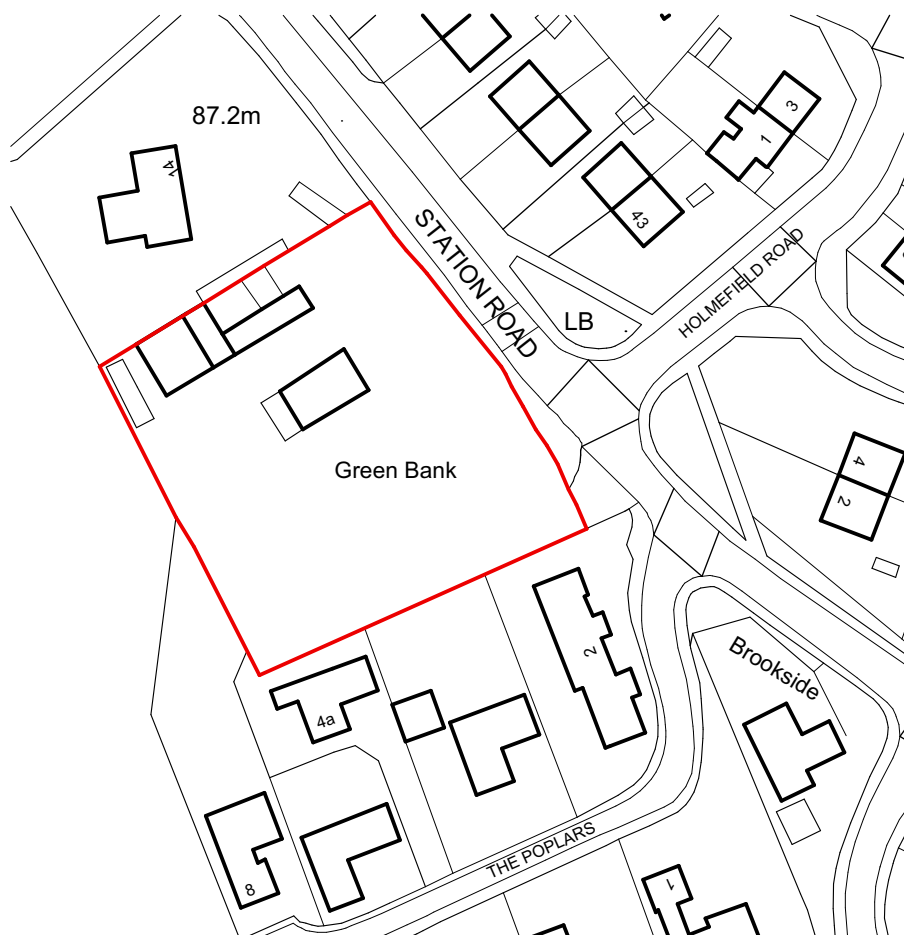 87.2m
14
3
1
43
STATION ROAD
LB
HOLMEFIELD ROAD
Green Bank
4
2
2
Brookside
4a
THE POPLARS
8
1